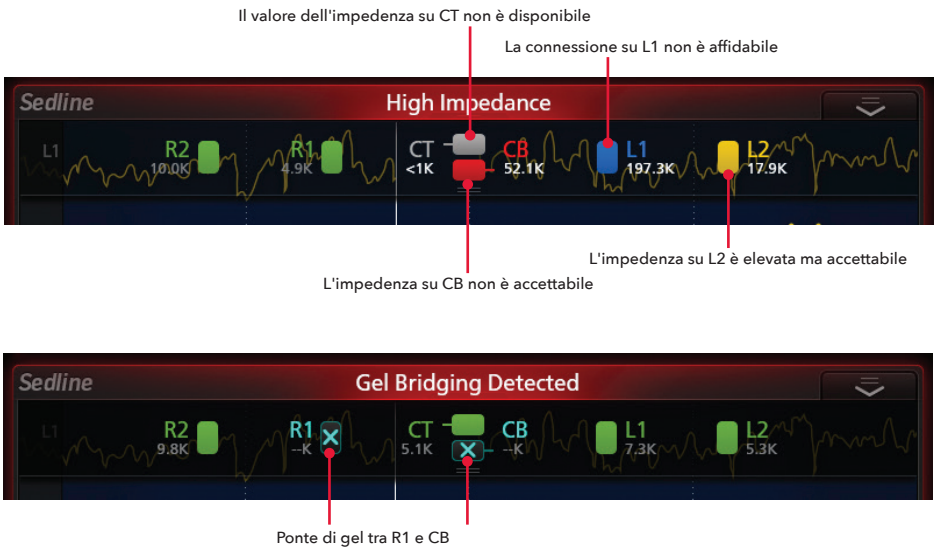 Il valore dell'impedenza su CT non è disponibile
La connessione su L1 non è affidabile
Sedline
High Impedance
L1
R2
10.0K
R1
4.9K
CT
<1K
CB
52.1K
L1
197.3K
L2
17.9K
L'impedenza su L2 è elevata ma accettabile
L'impedenza su CB non è accettabile
Sedline
Gel Bridging Detected
L1
R2
9.8K
R1
--K
CT
5.1K
CB
--K
L1
7.3K
L2
5.3K
Ponte di gel tra R1 e CB